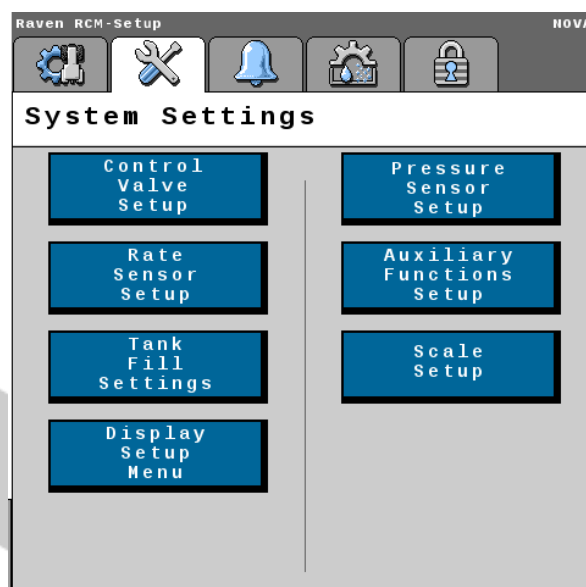 Raven RCM-Setup
NOVA
System Settings
Control
Valve
Setup
Pressure
Sensor
Setup
Rate
Sensor
Setup
Auxiliary
Functions
Setup
Tank
Fill
Settings
Scale
Setup
Display
Setup
Menu